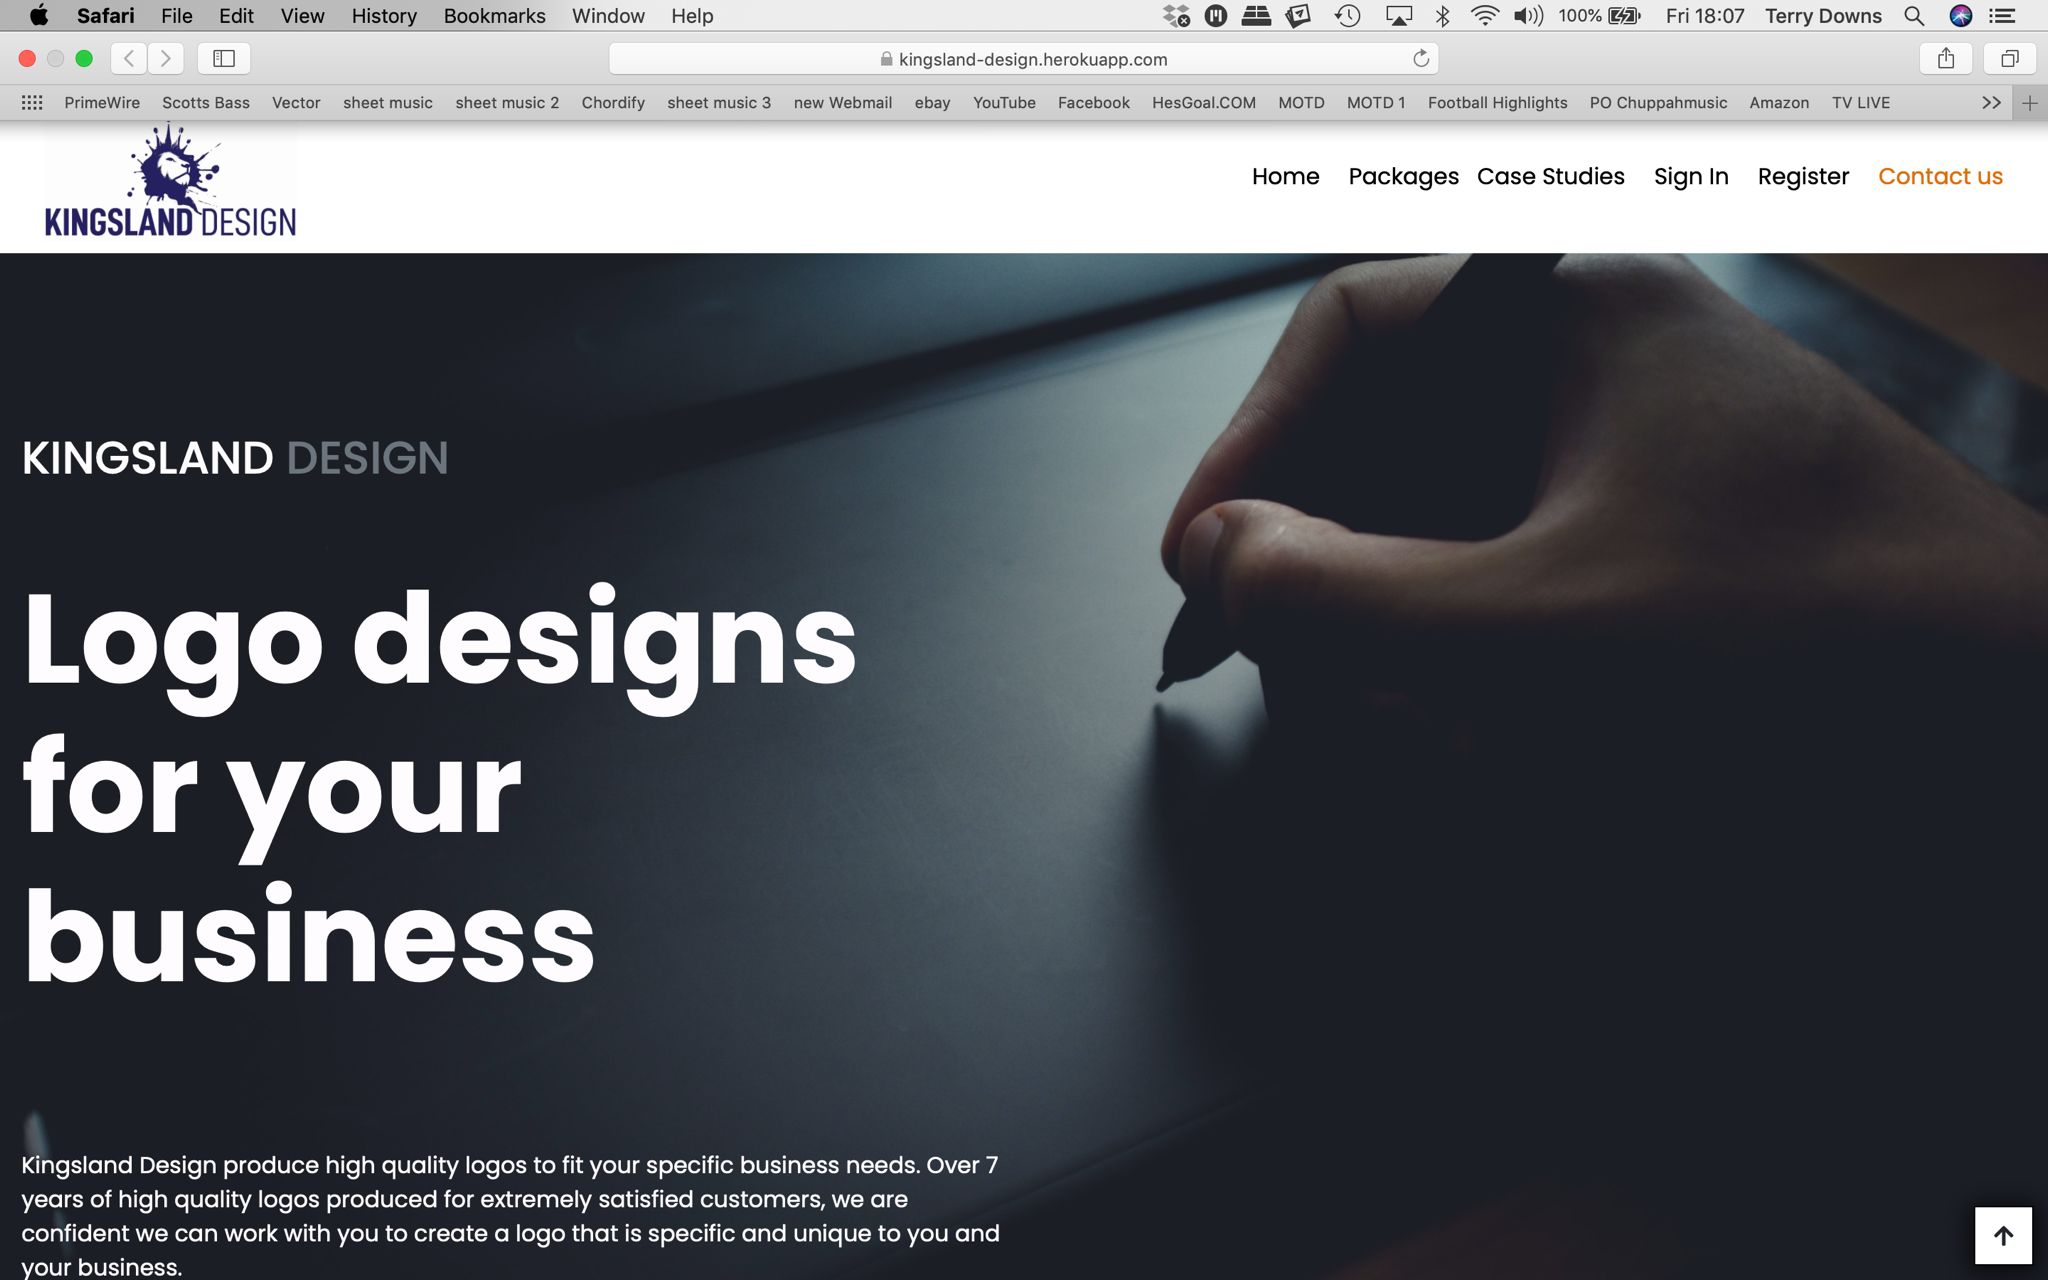 Safari File Edit View History Bookmarks Window Help 100% Fri 18:07 Terry Downs
kingsland-design.herokuapp.com
PrimeWire Scotts Bass Vector sheet music sheet music 2 Chordify sheet music 3 new Webmail ebay YouTube Facebook HesGoal.COM MOTD MOTD 1 Football Highlights PO Chuppahmusic Amazon TV LIVE >> +
KINGSLAND DESIGN
Home Packages Case Studies Sign In Register Contact us
KINGSLAND DESIGN
Logo designs
for your
business
Kingsland Design produce high quality logos to fit your specific business needs. Over 7
years of high quality logos produced for extremely satisfied customers, we are
confident we can work with you to create a logo that is specific and unique to you and
your business.